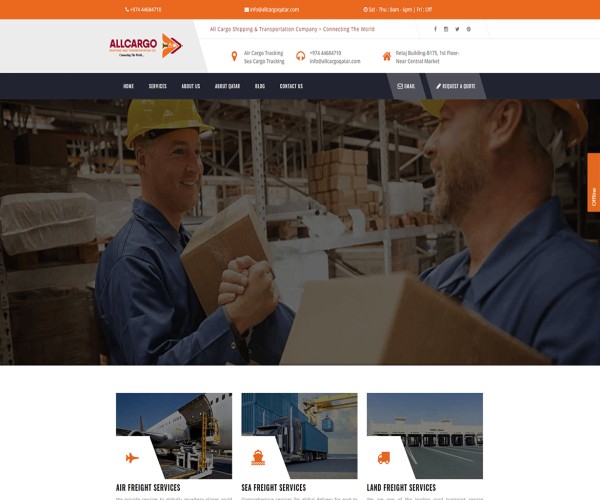 +974 44684710
info@allcargoqatar.com
Sat - Thu : 8am - 6pm | Fri : Off
ALLCARGO
Connecting The World...
All Cargo Shipping & Transportation Company > Connecting The World
Air Cargo Tracking
Sea Cargo Tracking
+974 44684710
info@allcargoqatar.com
Retaj Building-B175, 1st Floor-
Near Central Market
HOME
SERVICES
ABOUT US
ABOUT QATAR
BLOG
CONTACT US
EMAIL
REQUEST A QUOTE
Offline
AIR FREIGHT SERVICES
SEA FREIGHT SERVICES
LAND FREIGHT SERVICES